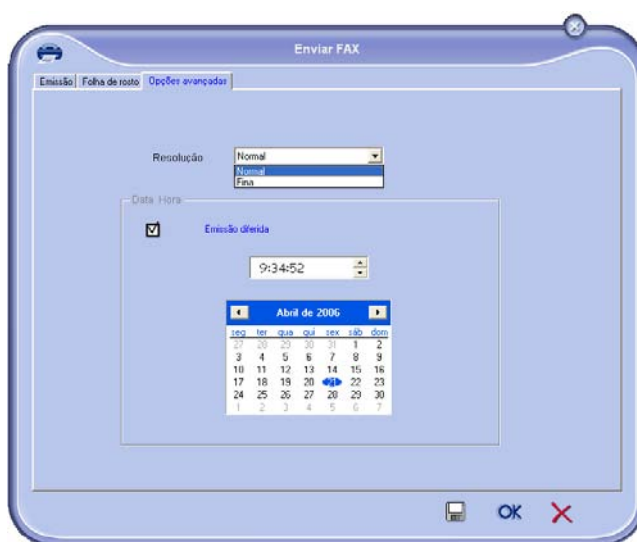 Enviar FAX
Emissão Folha de rosto Opções avançadas
Resolução Normal
Normal
Fina
Data Hora
Emissão diferida
9:34:52
Abril de 2006
seg ter qua qui sex sáb dom
27 28 29 30 31 1 2
3 4 5 6 7 8 9
10 11 12 13 14 15 16
17 18 19 20 21 22 23
24 25 26 27 28 29 30
1 2 3 4 5 6 7
OK